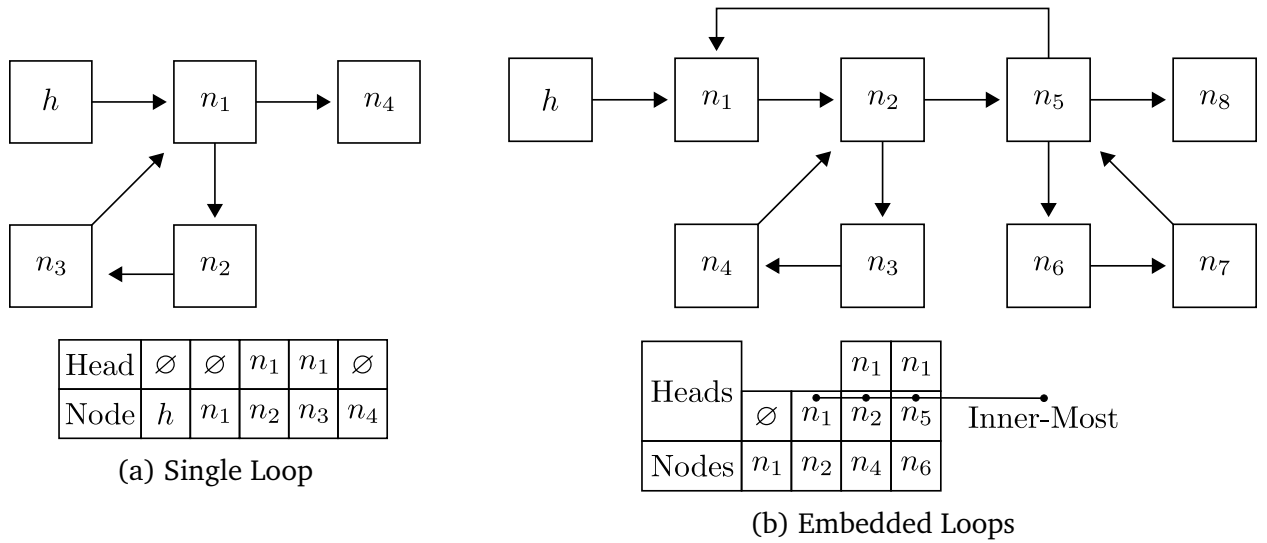 h n₁ n₄
n₃ n₂
Head ∅ ∅ n₁ n₁ ∅
Node h n₁ n₂ n₃ n₄
(a) Single Loop
h n₁ n₂ n₅ n₈
n₄ n₃ n₆ n₇
n₁ n₁
Heads
∅ n₁ n₂ n₅ Inner-Most
Nodes n₁ n₂ n₄ n₆
(b) Embedded Loops